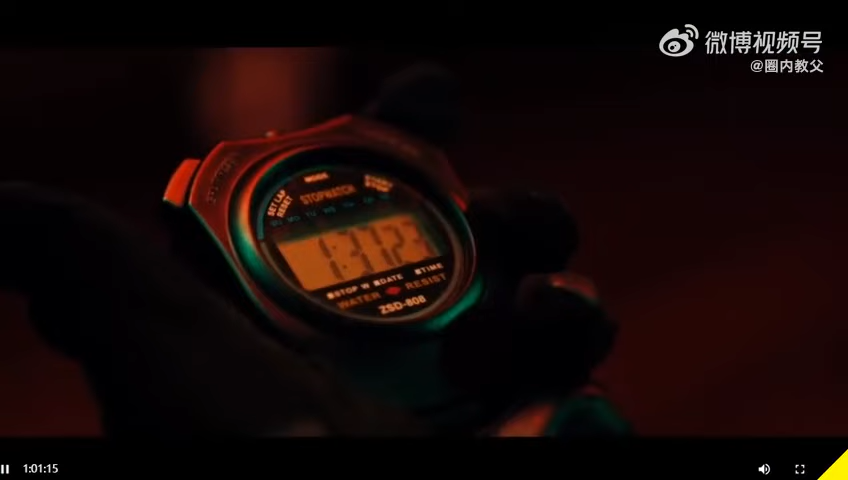 微博视频号
@圈内教父
MODE
SET LAP
RESET
STOPWATCH
1:37:23
STOP W DATE TIME
WATER RESIST
ZSD-808
1:01:15